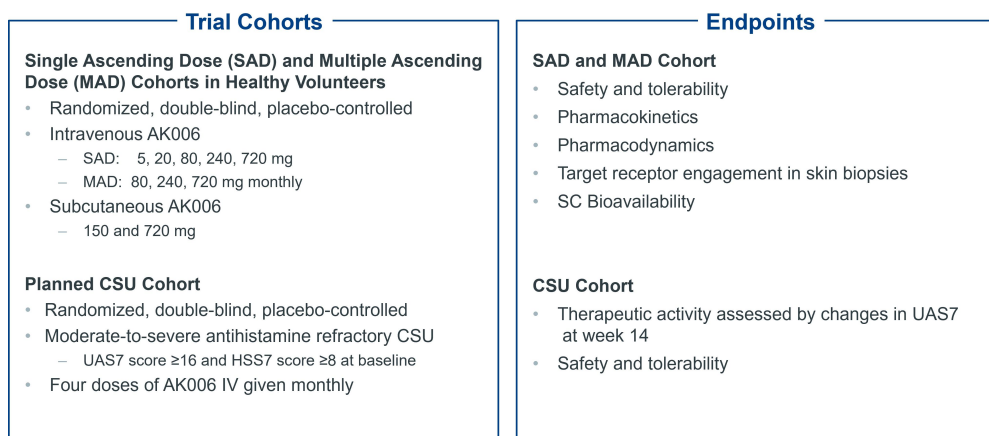 Trial Cohorts
Single Ascending Dose (SAD) and Multiple Ascending
Dose (MAD) Cohorts in Healthy Volunteers
• Randomized, double-blind, placebo-controlled
• Intravenous AK006
– SAD: 5, 20, 80, 240, 720 mg
– MAD: 80, 240, 720 mg monthly
• Subcutaneous AK006
– 150 and 720 mg
Planned CSU Cohort
• Randomized, double-blind, placebo-controlled
• Moderate-to-severe antihistamine refractory CSU
– UAS7 score ≥16 and HSS7 score ≥8 at baseline
• Four doses of AK006 IV given monthly
Endpoints
SAD and MAD Cohort
• Safety and tolerability
• Pharmacokinetics
• Pharmacodynamics
• Target receptor engagement in skin biopsies
• SC Bioavailability
CSU Cohort
• Therapeutic activity assessed by changes in UAS7
at week 14
• Safety and tolerability